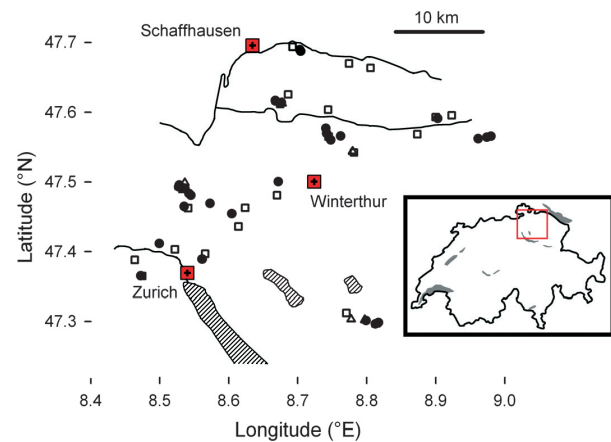 10 km
Schaffhausen
47.7
47.6
47.5
47.4
47.3
Latitude (°N)
Winterthur
Zurich
8.4 8.5 8.6 8.7 8.8 8.9 9.0
Longitude (°E)